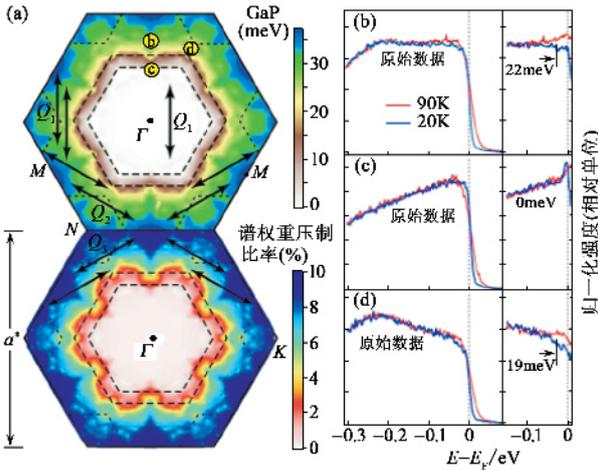 (a)
GaP
(meV)
30
20
10
0
b
d
c
Q₁
Q₁
Γ
M
M
Q₂
N
Q₃
谱权重压制
比率(%)
10
8
6
4
2
0
a*
Γ
K
(b)
原始数据
22meV
90K
20K
(c)
原始数据
0meV
(d)
原始数据
19meV
-0.3 -0.2 -0.1 0 -0.1 0
E-E_F/eV
归一化强度(相对单位)